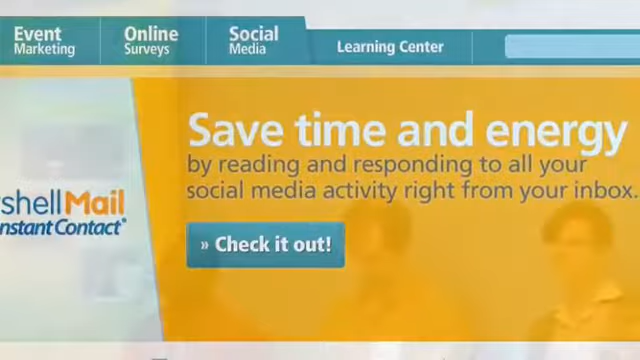 Event
Marketing
Online
Surveys
Social
Media
Learning Center
Save time and energy
by reading and responding to all your
social media activity right from your inbox.
shellMail
nstant Contact®
» Check it out!